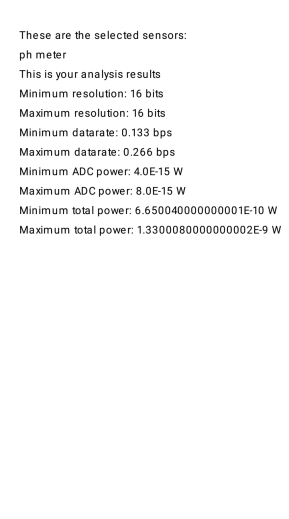 These are the selected sensors:
ph meter
This is your analysis results
Minimum resolution: 16 bits
Maximum resolution: 16 bits
Minimum datarate: 0.133 bps
Maximum datarate: 0.266 bps
Minimum ADC power: 4.0E-15 W
Maximum ADC power: 8.0E-15 W
Minimum total power: 6.650040000000001E-10 W
Maximum total power: 1.3300080000000002E-9 W